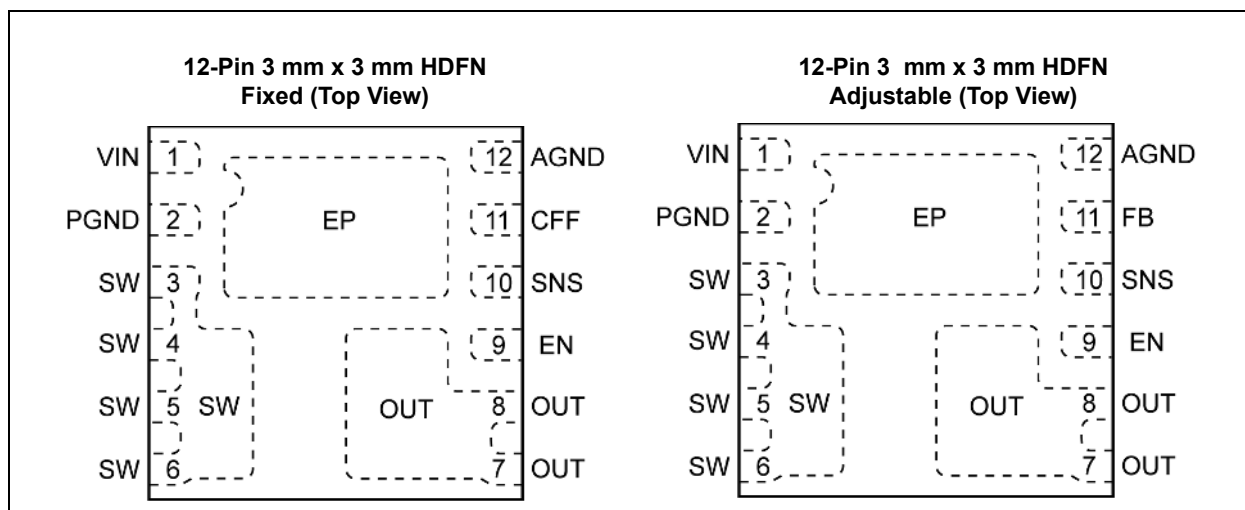 12-Pin 3 mm x 3 mm HDFN
Fixed (Top View)
VIN 1 12 AGND
PGND 2 EP 11 CFF
SW 3 10 SNS
SW 4 9 EN
SW 5 SW OUT 8 OUT
SW 6 7 OUT
12-Pin 3 mm x 3 mm HDFN
Adjustable (Top View)
VIN 1 12 AGND
PGND 2 EP 11 FB
SW 3 10 SNS
SW 4 9 EN
SW 5 SW OUT 8 OUT
SW 6 7 OUT